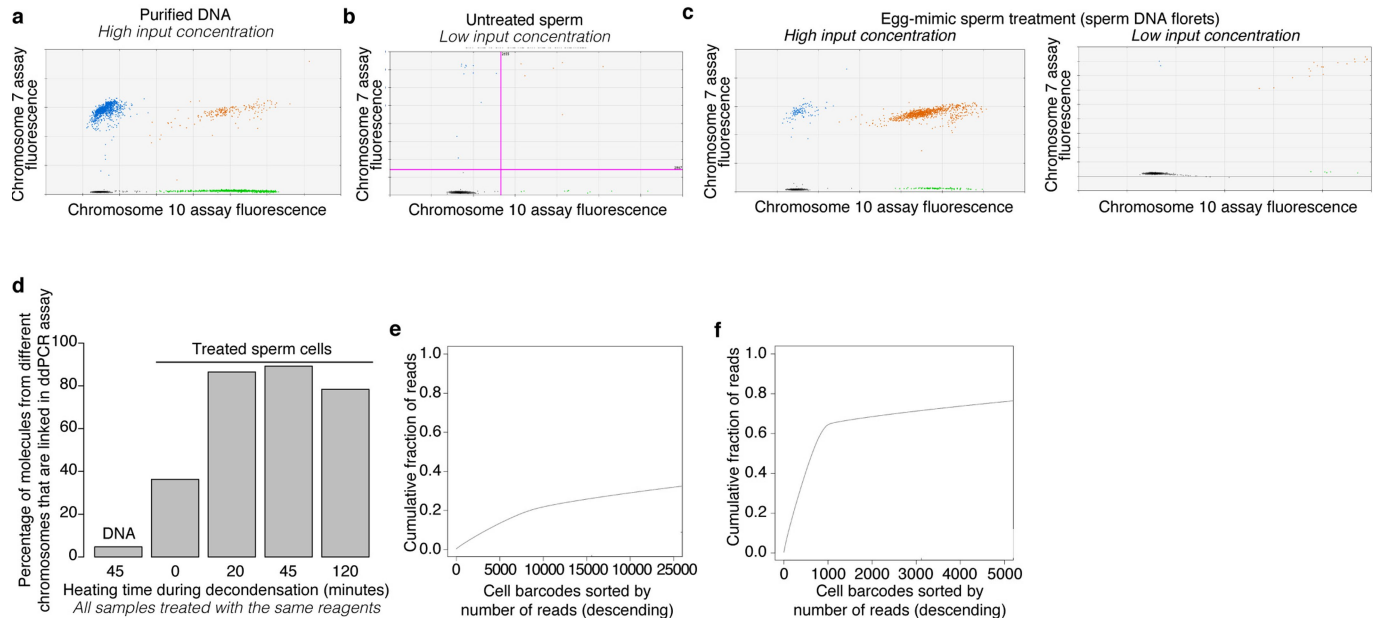 a
Purified DNA
High input concentration
Chromosome 7 assay
fluorescence
Chromosome 10 assay fluorescence
b
Untreated sperm
Low input concentration
Chromosome 7 assay
fluorescence
Chromosome 10 assay fluorescence
c
Egg-mimic sperm treatment (sperm DNA florets)
High input concentration
Low input concentration
Chromosome 7 assay
fluorescence
Chromosome 10 assay fluorescence
Chromosome 7 assay
fluorescence
Chromosome 10 assay fluorescence
d
Percentage of molecules from different
chromosomes that are linked in ddPCR assay
100
80
60
40
20
0
Treated sperm cells
DNA
45 0 20 45 120
Heating time during decondensation (minutes)
All samples treated with the same reagents
e
Cumulative fraction of reads
1.0
0.8
0.6
0.4
0.2
0.0
0 5000 10000 15000 10000 25000
Cell barcodes sorted by
number of reads (descending)
f
Cumulative fraction of reads
1.0
0.8
0.6
0.4
0.2
0.0
0 1000 2000 3000 4000 5000
Cell barcodes sorted by
number of reads (descending)